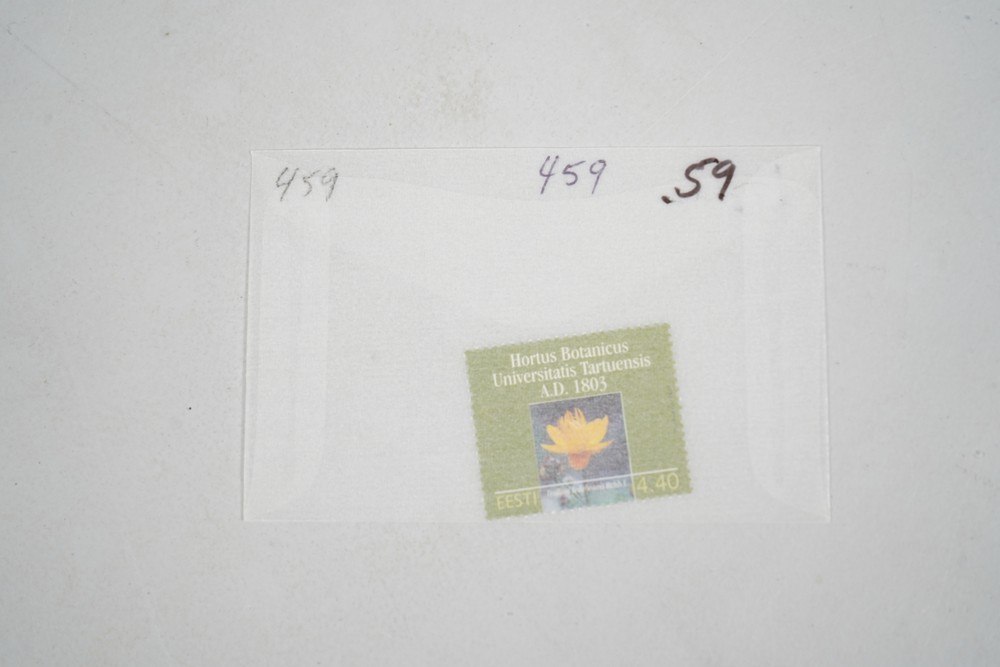 459 459 .59
Hortus Botanicus
Universitatis Tartuensis
A.D. 1803
EESTI 4.40